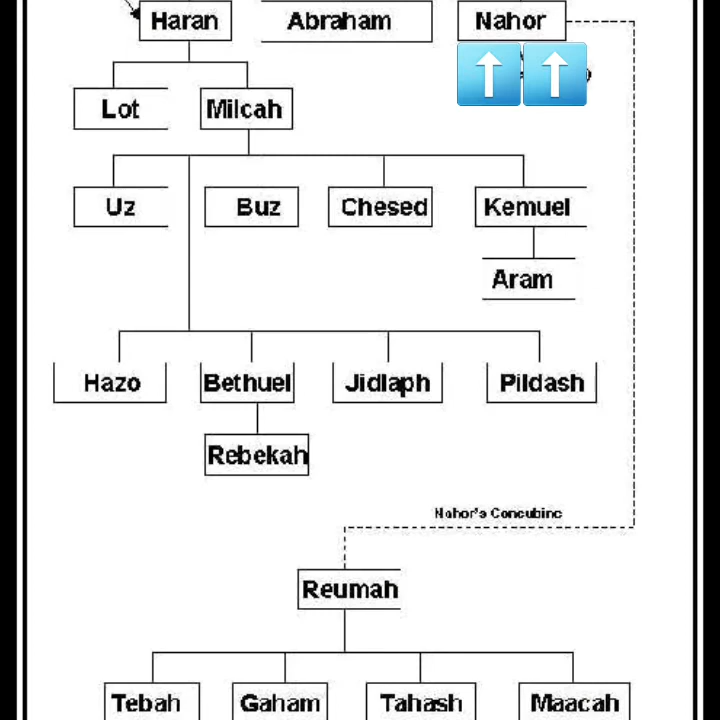 Haran Abraham Nahor
Lot Milcah
Uz Buz Chesed Kemuel
Aram
Hazo Bethuel Jidlaph Pildash
Rebekah
Nahor's Concubine
Reumah
Tebah Gaham Tahash Maacah